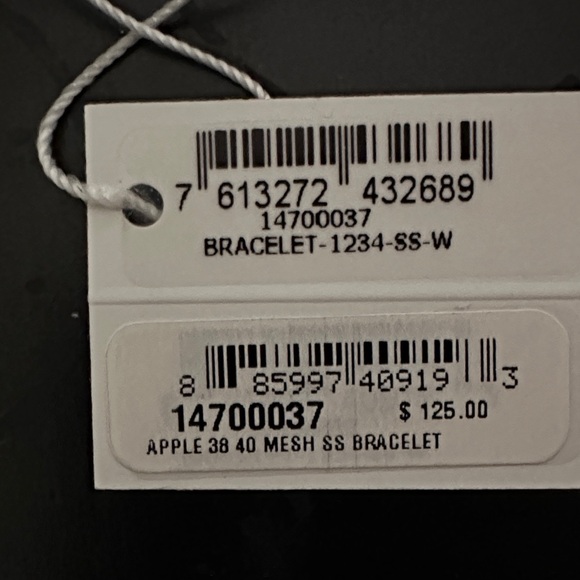 7 613272 432689
14700037
BRACELET-1234-SS-W
8 85997 40919 3
14700037 $ 125.00
APPLE 38 40 MESH SS BRACELET